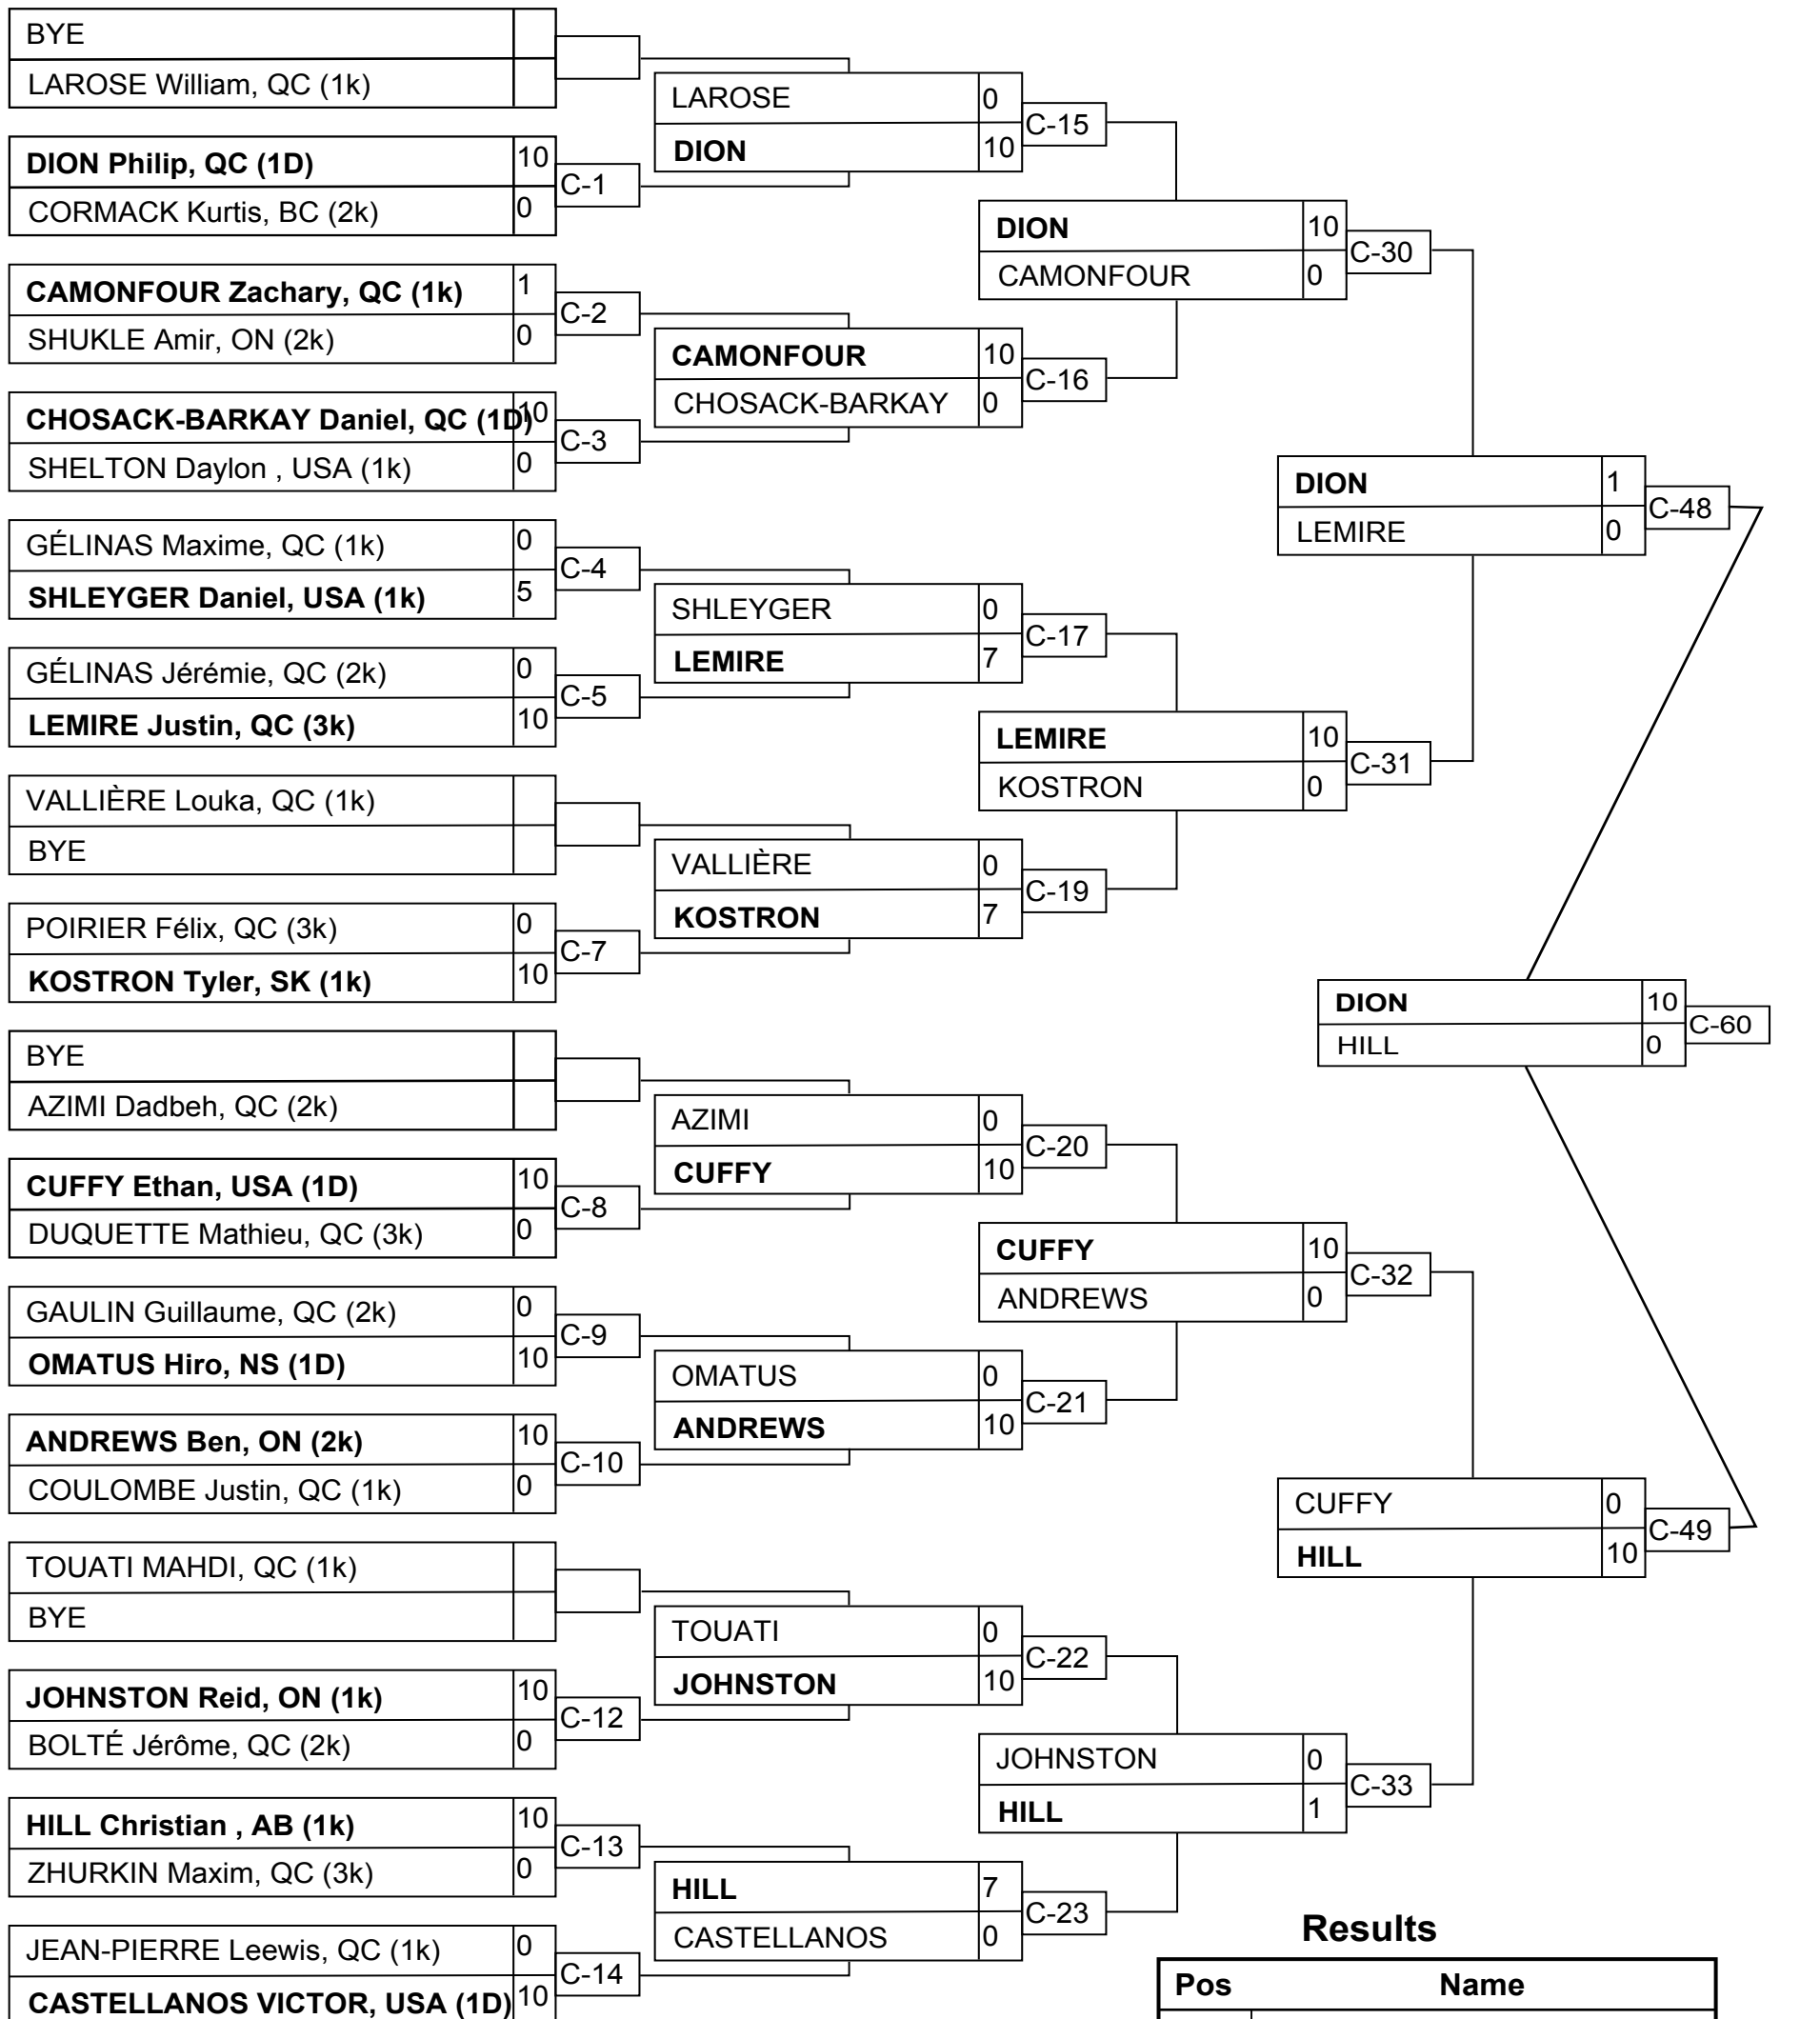 BYE
LAROSE William, QC (1k)
DION Philip, QC (1D) 10
CORMACK Kurtis, BC (2k) 0
C-1
CAMONFOUR Zachary, QC (1k) 1
SHUKLE Amir, ON (2k) 0
C-2
CHOSACK-BARKAY Daniel, QC (1D) 10
SHELTON Daylon , USA (1k) 0
C-3
GÉLINAS Maxime, QC (1k) 0
SHLEYGER Daniel, USA (1k) 5
C-4
GÉLINAS Jérémie, QC (2k) 0
LEMIRE Justin, QC (3k) 10
C-5
VALLIÈRE Louka, QC (1k)
BYE
POIRIER Félix, QC (3k) 0
KOSTRON Tyler, SK (1k) 10
C-7
BYE
AZIMI Dadbeh, QC (2k)
CUFFY Ethan, USA (1D) 10
DUQUETTE Mathieu, QC (3k) 0
C-8
GAULIN Guillaume, QC (2k) 0
OMATUS Hiro, NS (1D) 10
C-9
ANDREWS Ben, ON (2k) 10
COULOMBE Justin, QC (1k) 0
C-10
TOUATI MAHDI, QC (1k)
BYE
JOHNSTON Reid, ON (1k) 10
BOLTÉ Jérôme, QC (2k) 0
C-12
HILL Christian , AB (1k) 10
ZHURKIN Maxim, QC (3k) 0
C-13
JEAN-PIERRE Leewis, QC (1k) 0
CASTELLANOS VICTOR, USA (1D) 10
C-14
LAROSE 0
DION 10
C-15
CAMONFOUR 10
CHOSACK-BARKAY 0
C-16
SHLEYGER 0
LEMIRE 7
C-17
VALLIÈRE 0
KOSTRON 7
C-19
AZIMI 0
CUFFY 10
C-20
OMATUS 0
ANDREWS 10
C-21
TOUATI 0
JOHNSTON 10
C-22
HILL 7
CASTELLANOS 0
C-23
DION 10
CAMONFOUR 0
C-30
LEMIRE 10
KOSTRON 0
C-31
CUFFY 10
ANDREWS 0
C-32
JOHNSTON 0
HILL 1
C-33
DION 1
LEMIRE 0
C-48
CUFFY 0
HILL 10
C-49
DION 10
HILL 0
C-60
Results
Pos Name